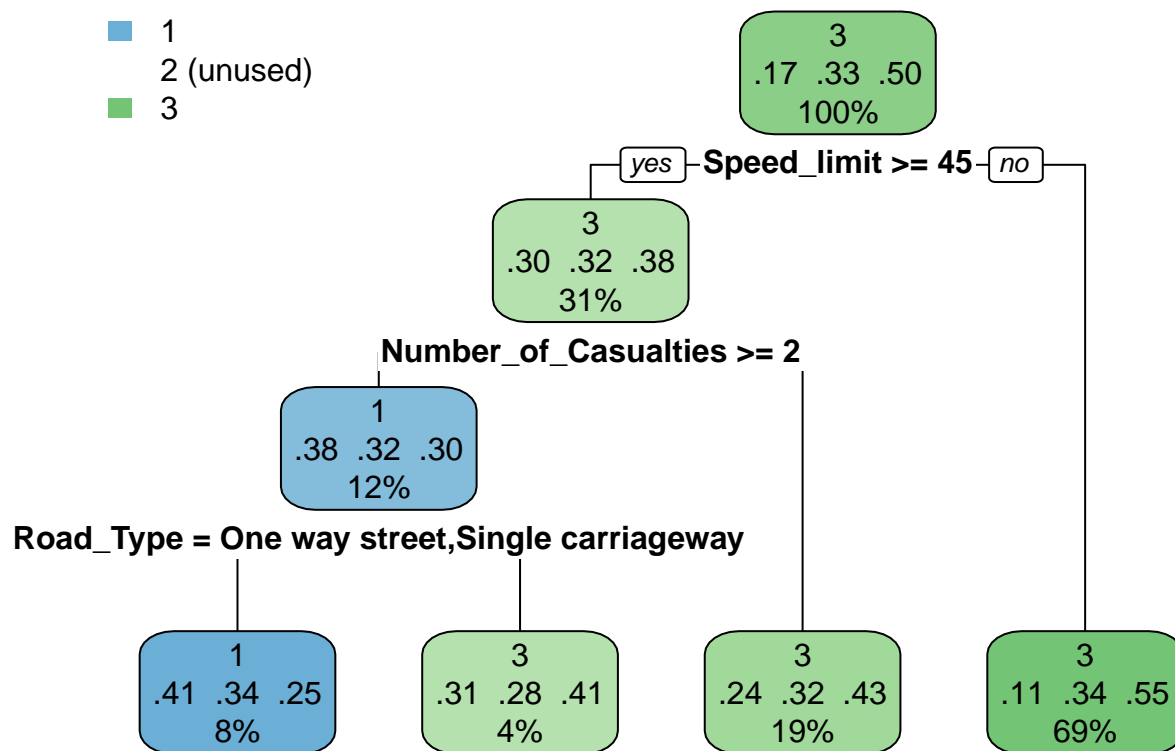 1
2 (unused)
3
3
.17 .33 .50
100%
yes Speed_limit >= 45 no
3
.30 .32 .38
31%
Number_of_Casualties >= 2
1
.38 .32 .30
12%
Road_Type = One way street,Single carriageway
1
.41 .34 .25
8%
3
.31 .28 .41
4%
3
.24 .32 .43
19%
3
.11 .34 .55
69%